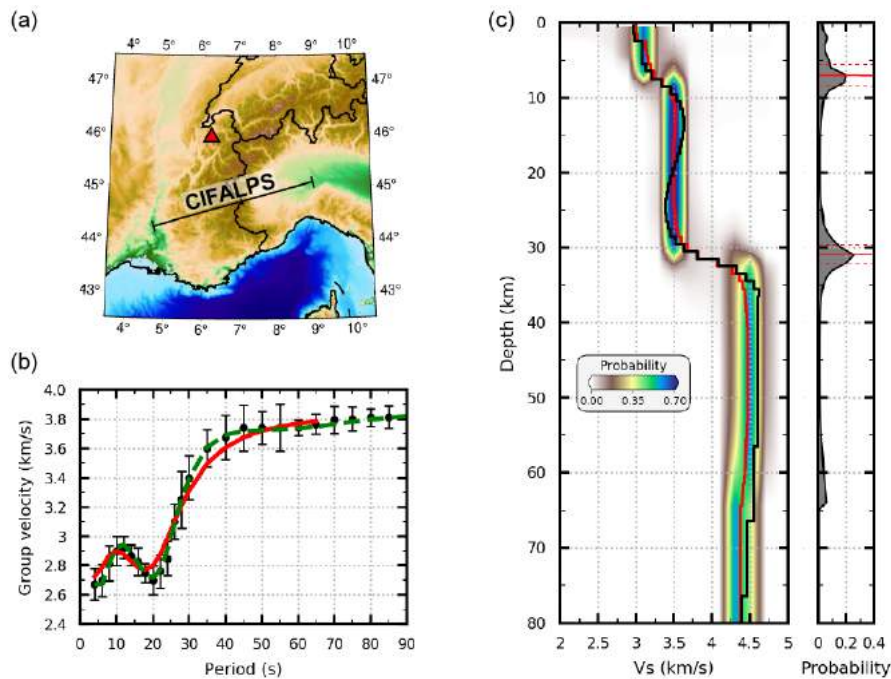 (a)
4° 5° 6° 7° 8° 9° 10°
47° 47°
46° 46°
45° 45°
44° 44°
43° 43°
4° 5° 6° 7° 8° 9° 10°
CIFALPS
(b)
Group velocity (km/s)
4.0
3.8
3.6
3.4
3.2
3
2.8
2.6
2.4
0 10 20 30 40 50 60 70 80 90
Period (s)
(c)
Depth (km)
0
10
20
30
40
50
60
70
80
Probability
0.00 0.35 0.70
2 2.5 3 3.5 4 4.5 5
Vs (km/s)
0 0.2 0.4
Probability